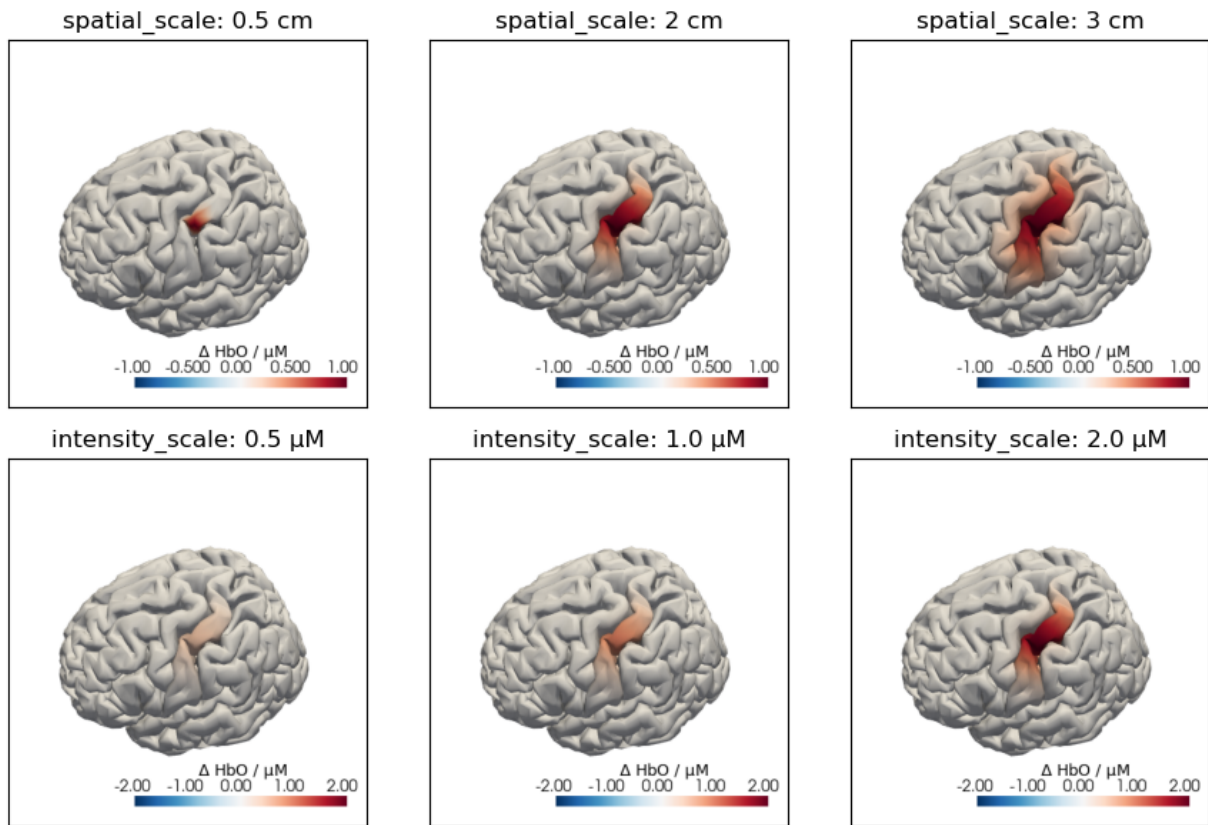 spatial_scale: 0.5 cm
spatial_scale: 2 cm
spatial_scale: 3 cm
Δ HbO / μM
-1.00 -0.500 0.00 0.500 1.00
Δ HbO / μM
-1.00 -0.500 0.00 0.500 1.00
Δ HbO / μM
-1.00 -0.500 0.00 0.500 1.00
intensity_scale: 0.5 μM
intensity_scale: 1.0 μM
intensity_scale: 2.0 μM
Δ HbO / μM
-2.00 -1.00 0.00 1.00 2.00
Δ HbO / μM
-2.00 -1.00 0.00 1.00 2.00
Δ HbO / μM
-2.00 -1.00 0.00 1.00 2.00